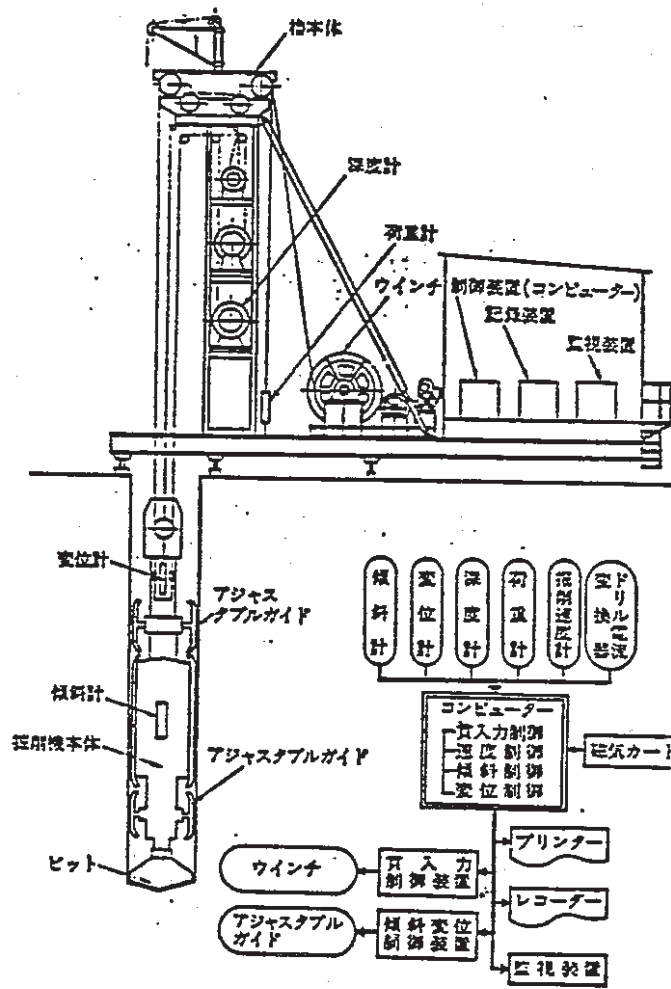 櫓本体
深度計
荷重計
ウインチ
制御装置(コンピューター)
記録装置
監視装置
変位計
アジャス
タブルガイド
傾斜計
掘削機本体
アジャスタブルガイド
ビット
傾斜計
変位計
深度計
荷重計
掘削速度計
ドリル電流
変換器
コンピューター
貫入力制御
速度制御
傾斜制御
変位制御
磁気カード
プリンター
ウインチ
貫入力
制御装置
レコーダー
アジャスタブル
ガイド
傾斜変位
制御装置
監視装置